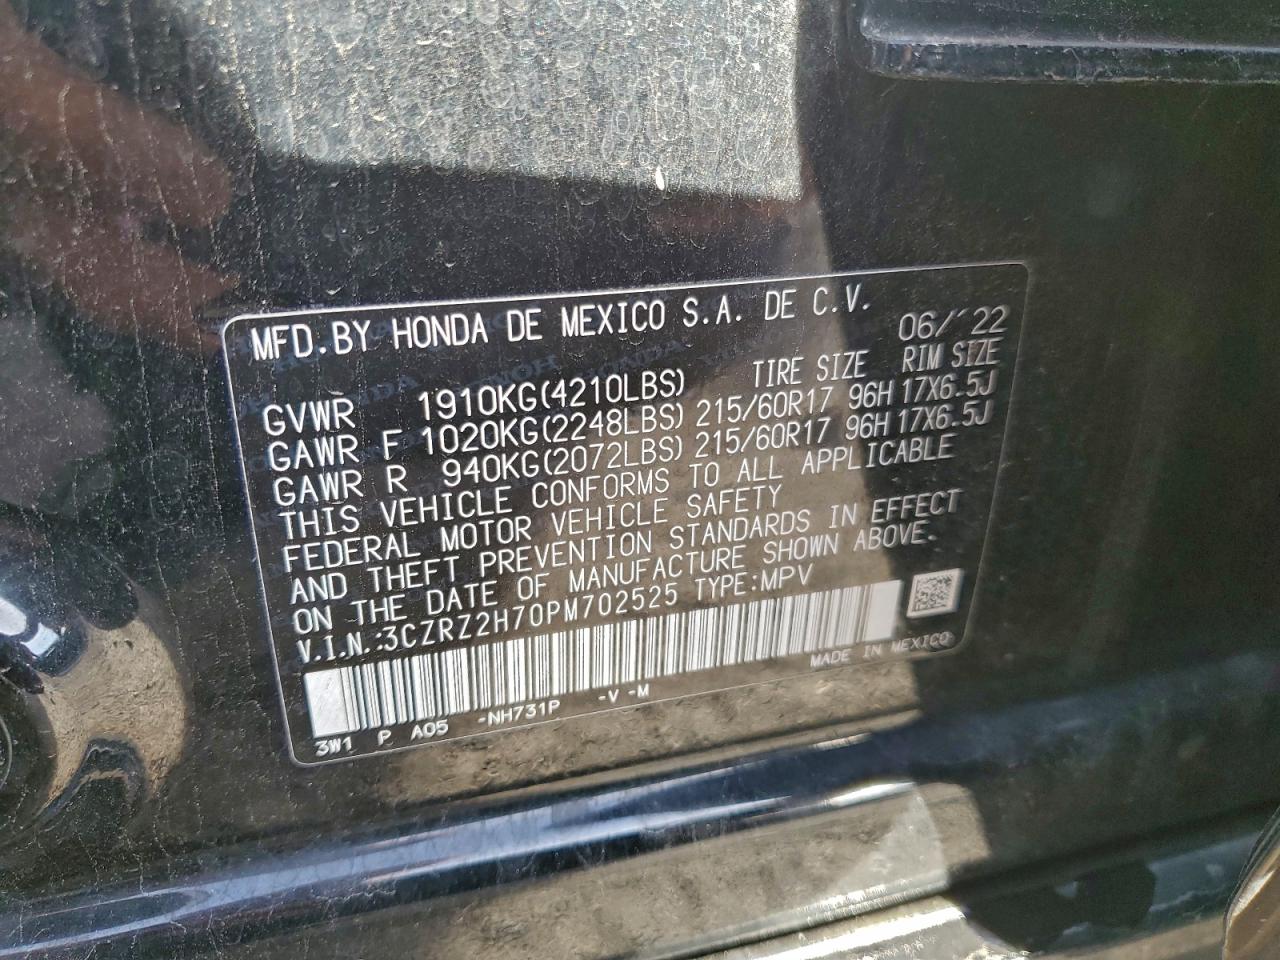 MFD.BY HONDA DE MEXICO S.A. DE C.V. 06/'22
GVWR 1910KG(4210LBS) TIRE SIZE RIM SIZE
GAWR F 1020KG(2248LBS) 215/60R17 96H 17X6.5J
GAWR R 940KG(2072LBS) 215/60R17 96H 17X6.5J
THIS VEHICLE CONFORMS TO ALL APPLICABLE
FEDERAL MOTOR VEHICLE SAFETY
AND THEFT PREVENTION STANDARDS IN EFFECT
ON THE DATE OF MANUFACTURE SHOWN ABOVE.
V.I.N.:3CZRZ2H70PM702525 TYPE:MPV
MADE IN MEXICO
3W1 P A05 -NH731P -V -M